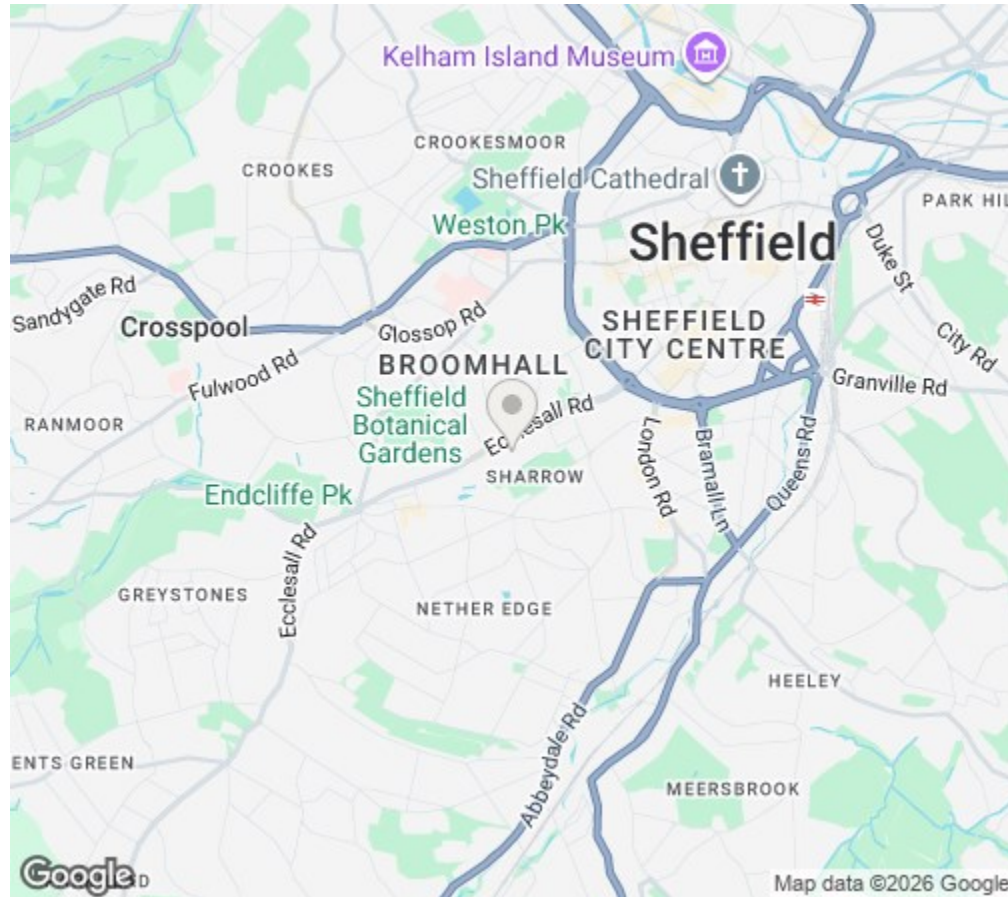 Kelham Island Museum
CROOKESMOOR
CROOKES
Sheffield Cathedral
PARK HIL
Weston Pk
Sheffield
Duke St
Sandygate Rd
Crosspool
Glossop Rd
SHEFFIELD
CITY CENTRE
City Rd
Fulwood Rd
BROOMHALL
Granville Rd
Sheffield
Botanical
Gardens
RANMOOR
Ecclesall Rd
London Rd
Bramall Ln
Queens Rd
SHARROW
Endcliffe Pk
Ecclesall Rd
GREYSTONES
NETHER EDGE
HEELEY
ENTS GREEN
Abbeydale Rd
MEERSBROOK
Google
Map data ©2026 Google